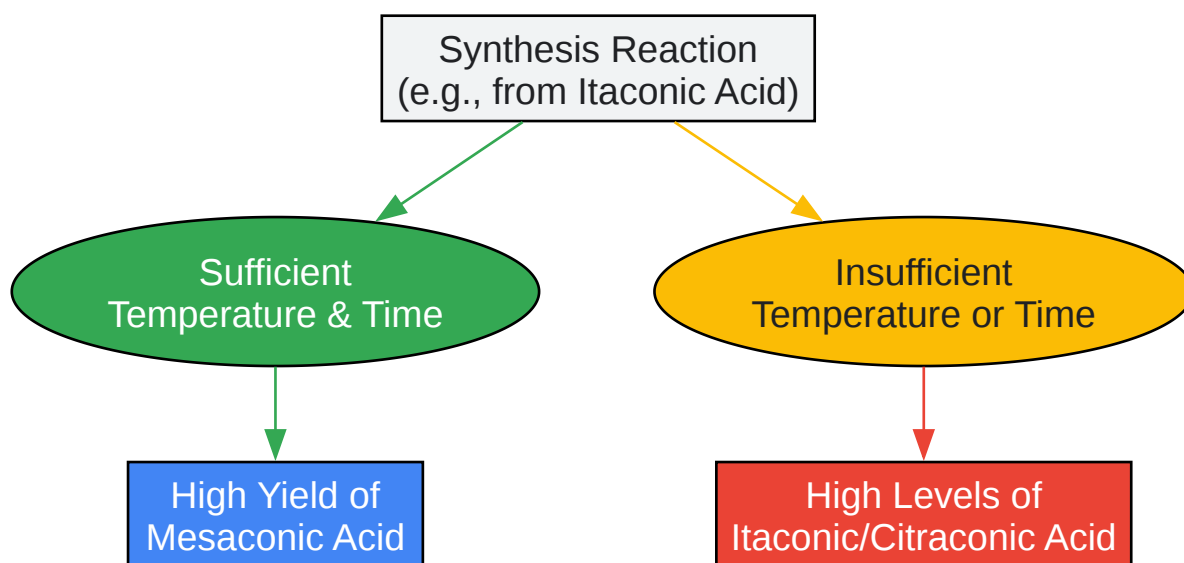 Synthesis Reaction
(e.g., from Itaconic Acid)
Sufficient
Temperature & Time
Insufficient
Temperature or Time
High Yield of
Mesaconic Acid
High Levels of
Itaconic/Citraconic Acid